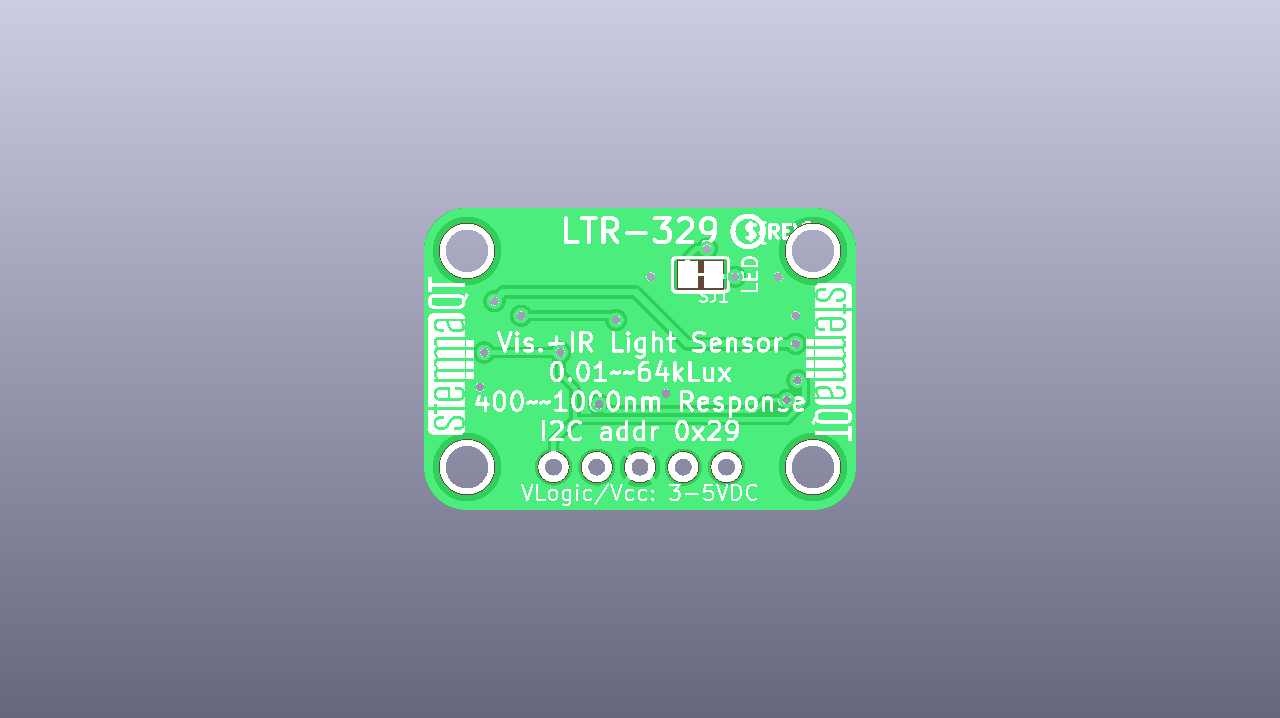 LTR-329
LED
SJ1
Vis.+IR Light Sensor
0.01~~64kLux
400~~1000nm Response
I2C addr 0x29
VLogic/Vcc: 3-5VDC
stemmaQT
stemmaQT